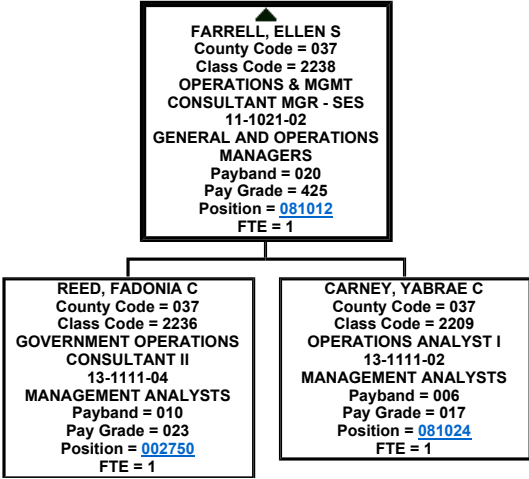 FARRELL, ELLEN S
County Code = 037
Class Code = 2238
OPERATIONS & MGMT
CONSULTANT MGR - SES
11-1021-02
GENERAL AND OPERATIONS
MANAGERS
Payband = 020
Pay Grade = 425
Position = 081012
FTE = 1
REED, FADONIA C
County Code = 037
Class Code = 2236
GOVERNMENT OPERATIONS
CONSULTANT II
13-1111-04
MANAGEMENT ANALYSTS
Payband = 010
Pay Grade = 023
Position = 002750
FTE = 1
CARNEY, YABRAE C
County Code = 037
Class Code = 2209
OPERATIONS ANALYST I
13-1111-02
MANAGEMENT ANALYSTS
Payband = 006
Pay Grade = 017
Position = 081024
FTE = 1